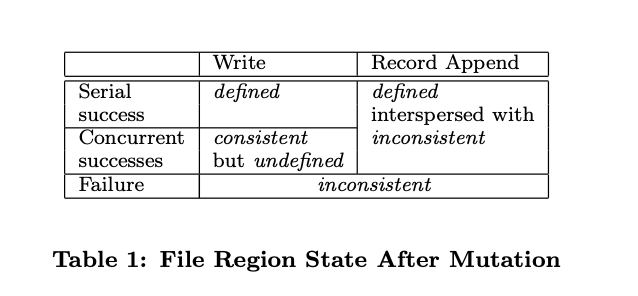 Write Record Append
Serial success defined defined interspersed with inconsistent
Concurrent successes consistent but undefined
Failure inconsistent
Table 1: File Region State After Mutation